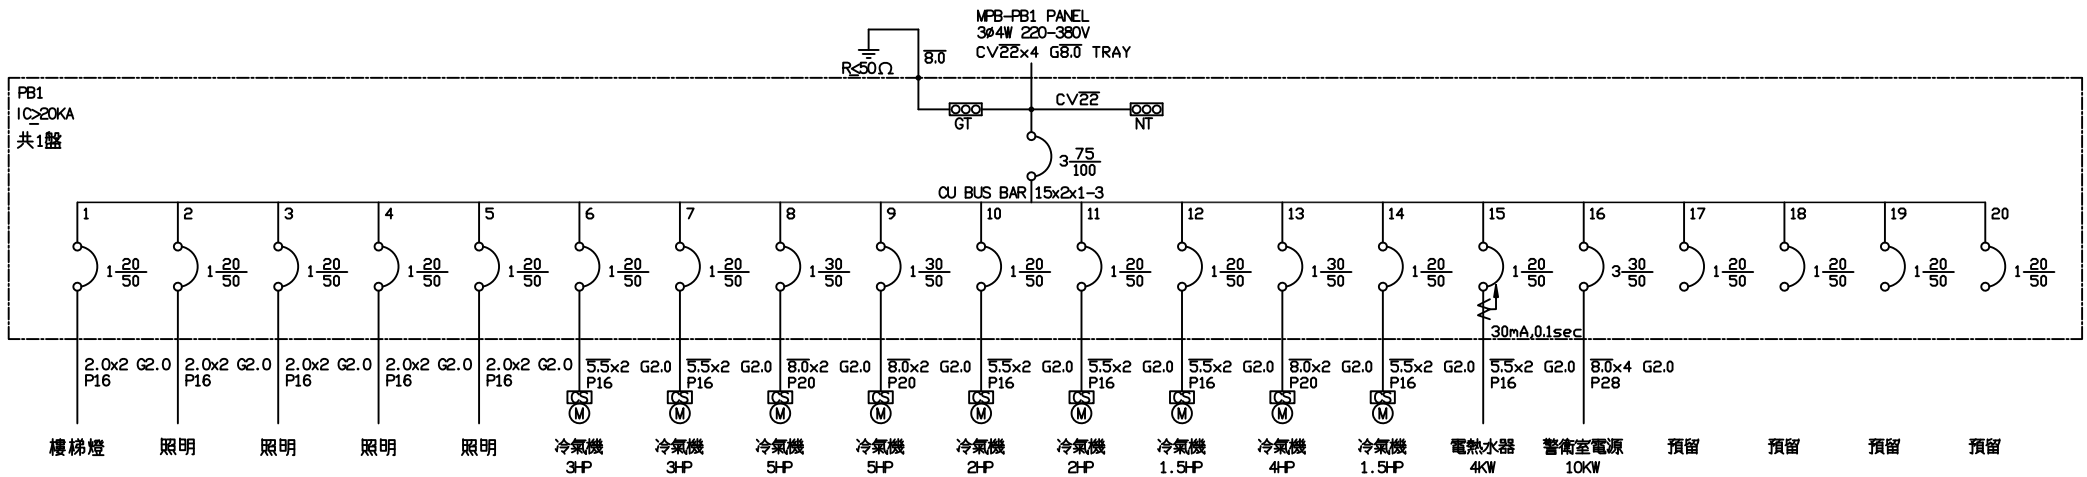 MPB-PB1 PANEL
3ø4W 220-380V
CV22x4 G8.0 TRAY
8.0
R≤50Ω
PB1
IC≥20KA
共1盤
CV22
GT
NT
3 75/100
CU BUS BAR 15x2x1-3
1 2 3 4 5 6 7 8 9 10 11 12 13 14 15 16 17 18 19 20
1 20/50 1 20/50 1 20/50 1 20/50 1 20/50 1 20/50 1 20/50 1 30/50 1 30/50 1 20/50 1 20/50 1 20/50 1 30/50 1 20/50 1 20/50 3 30/50 1 20/50 1 20/50 1 20/50 1 20/50
30mA,0.1sec
2.0x2 G2.0 2.0x2 G2.0 2.0x2 G2.0 2.0x2 G2.0 2.0x2 G2.0 5.5x2 G2.0 5.5x2 G2.0 8.0x2 G2.0 8.0x2 G2.0 5.5x2 G2.0 5.5x2 G2.0 5.5x2 G2.0 8.0x2 G2.0 5.5x2 G2.0 5.5x2 G2.0 8.0x4 G2.0
P16 P16 P16 P16 P16 P16 P16 P20 P20 P16 P16 P16 P20 P16 P16 P28
CS CS CS CS CS CS CS CS CS
M M M M M M M M M
樓梯燈 照明 照明 照明 照明 冷氣機 冷氣機 冷氣機 冷氣機 冷氣機 冷氣機 冷氣機 冷氣機 冷氣機 電熱水器 警衛室電源 預留 預留 預留 預留
3HP 3HP 5HP 5HP 2HP 2HP 1.5HP 4HP 1.5HP 4KW 10KW